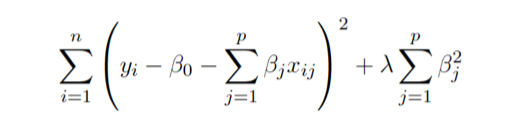 $$\sum_{i=1}^{n} \left( y_i - \beta_0 - \sum_{j=1}^{p} \beta_j x_{ij} \right)^2 + \lambda \sum_{j=1}^{p} \beta_j^2$$